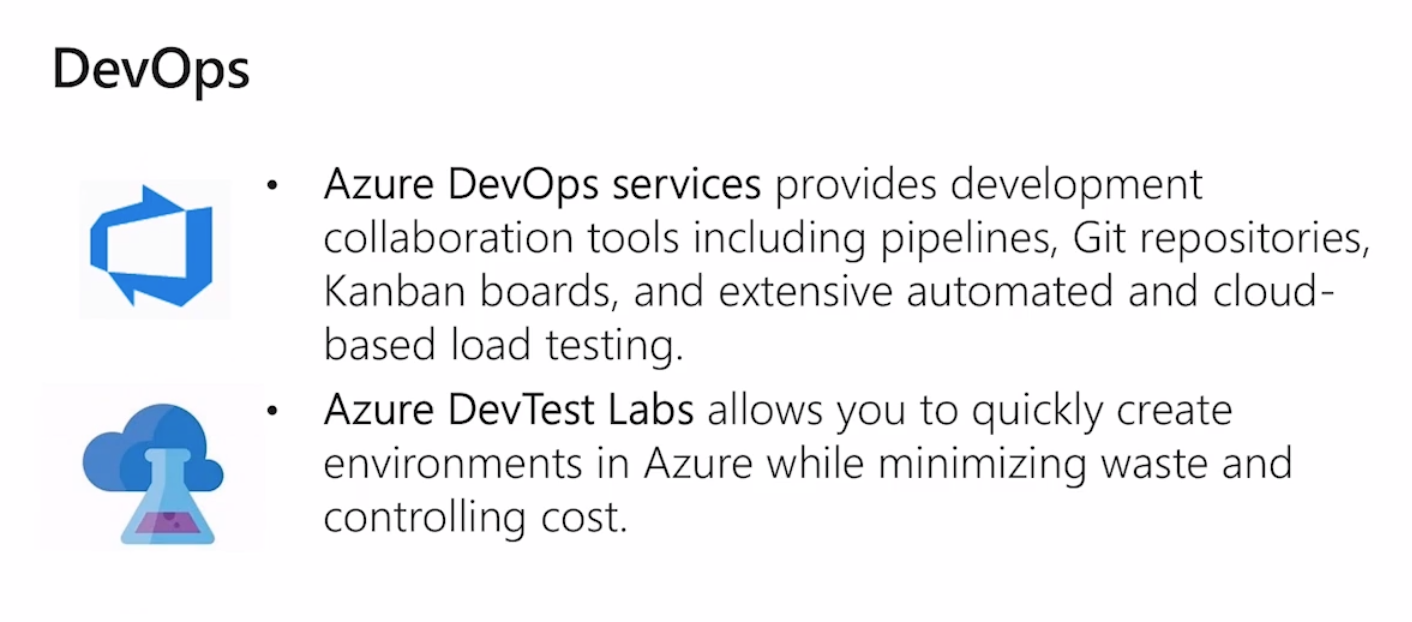 DevOps
• Azure DevOps services provides development
collaboration tools including pipelines, Git repositories,
Kanban boards, and extensive automated and cloud-
based load testing.
• Azure DevTest Labs allows you to quickly create
environments in Azure while minimizing waste and
controlling cost.